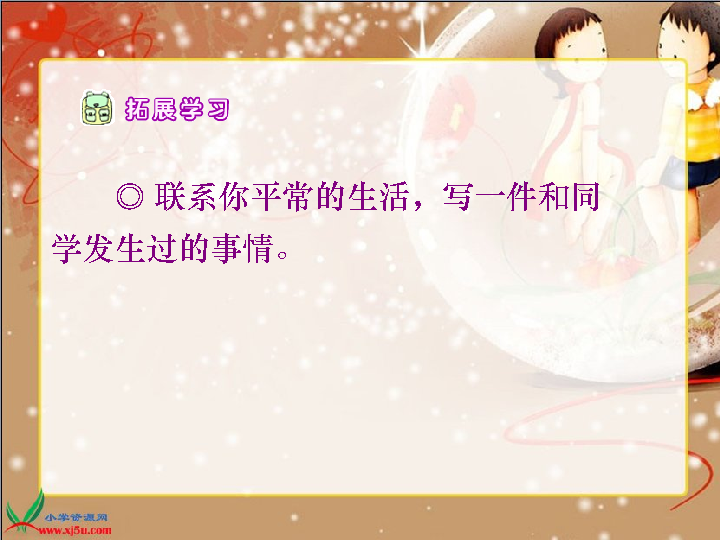 拓展学习
◎ 联系你平常的生活，写一件和同
学发生过的事情。
小学资源网
www.xj5u.com